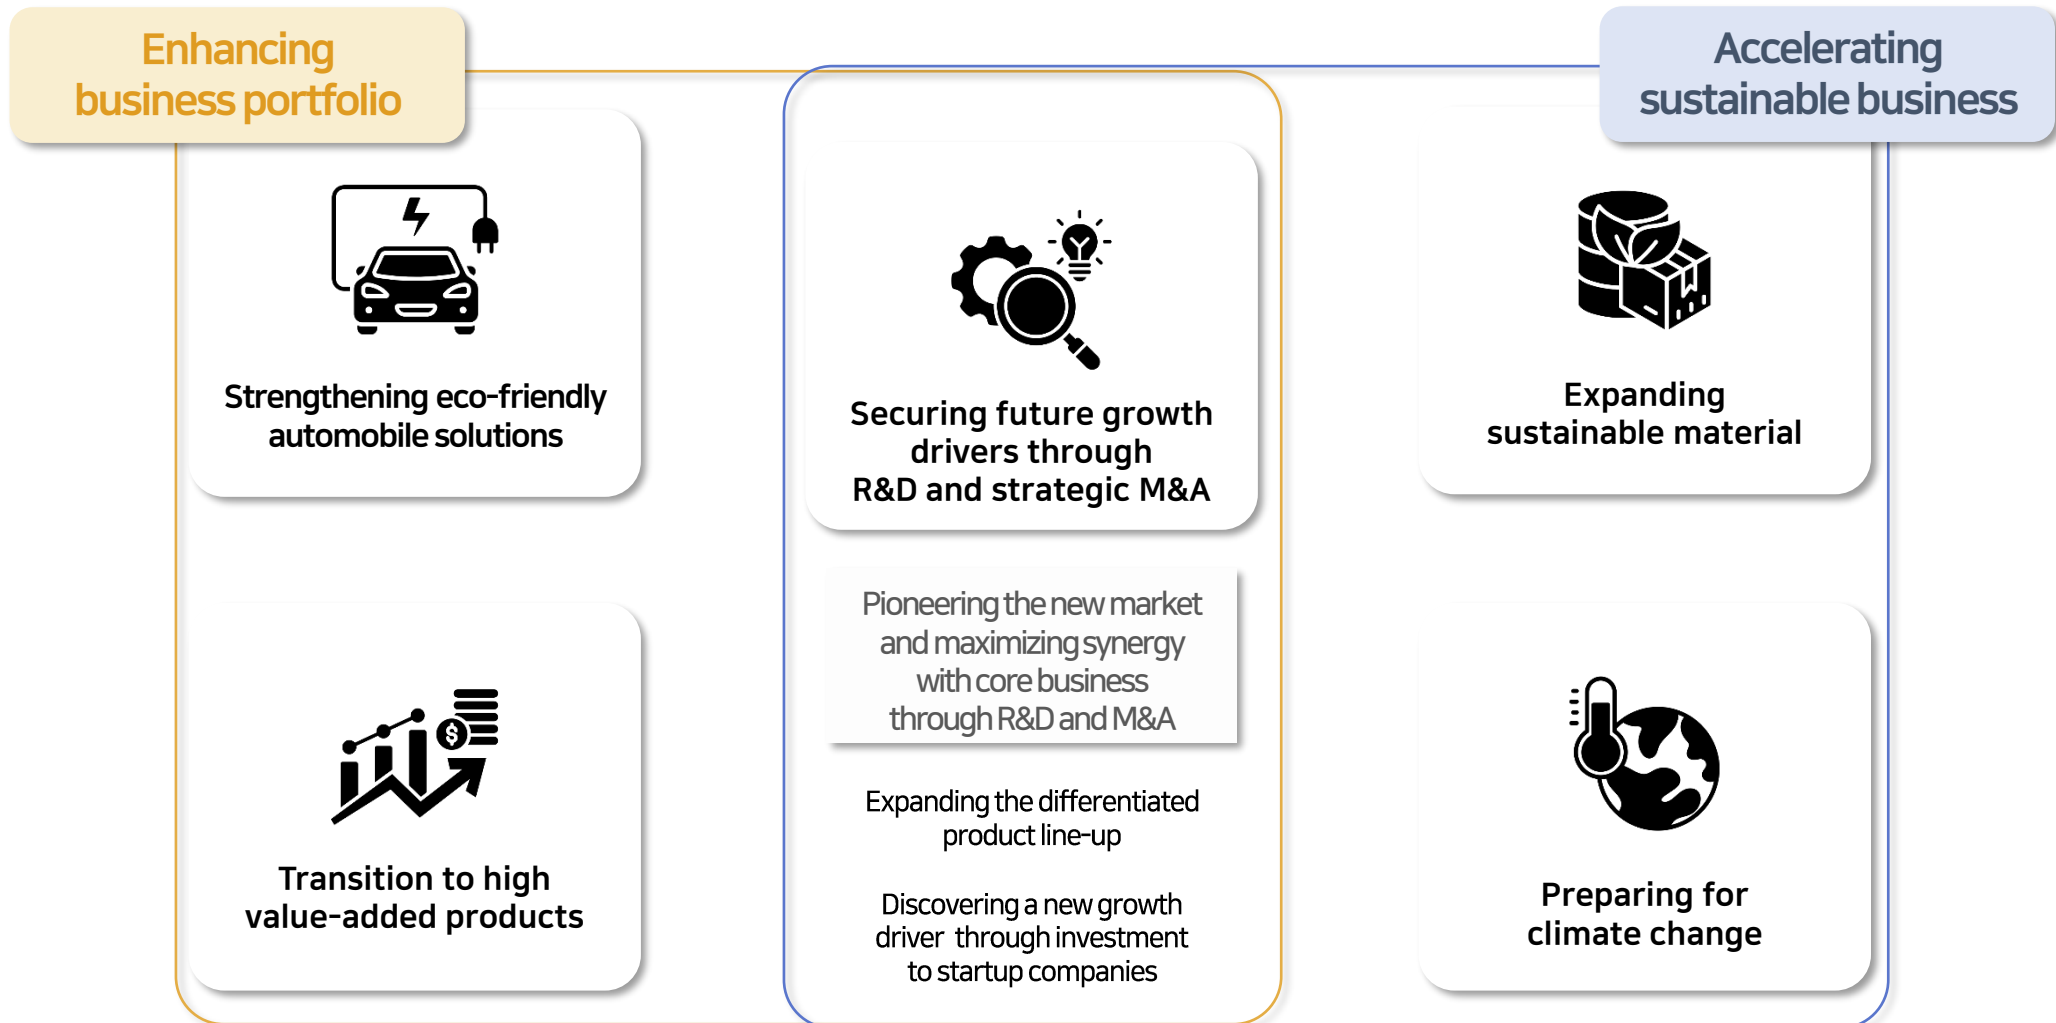 Enhancing
business portfolio
Accelerating
sustainable business
Strengthening eco-friendly
automobile solutions
Transition to high
value-added products
Securing future growth
drivers through
R&D and strategic M&A
Pioneering the new market
and maximizing synergy
with core business
through R&D and M&A
Expanding the differentiated
product line-up
Discovering a new growth
driver through investment
to startup companies
Expanding
sustainable material
Preparing for
climate change